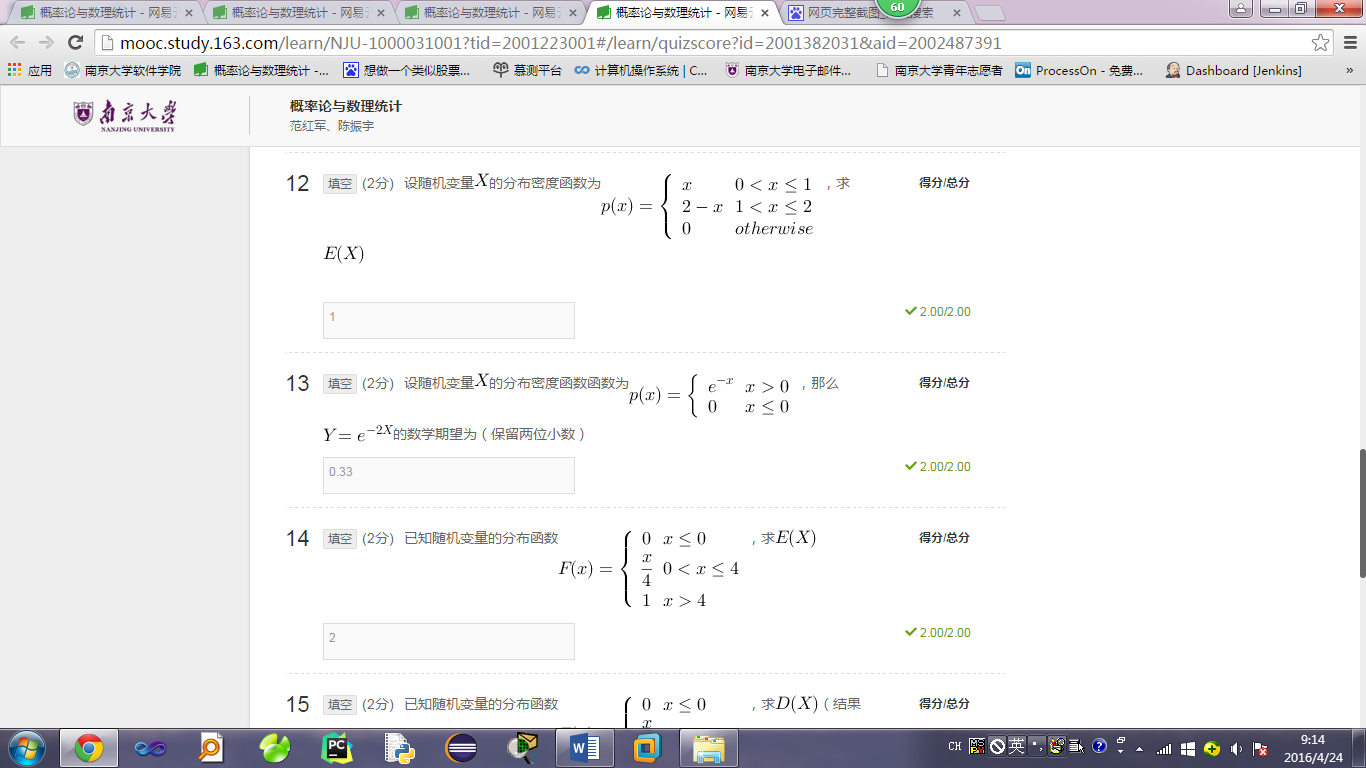 概率论与数理统计 - 网易云
概率论与数理统计 - 网易
概率论与数理统计 - 网易
概率论与数理统计 - 网易
网页完整截图
搜索
60
mooc.study.163.com/learn/NJU-1000031001?tid=2001223001#/learn/quizscore?id=2001382031&aid=2002487391
应用
南京大学软件学院
概率论与数理统计 -...
想做一个类似股票...
慕测平台
计算机操作系统 | C...
南京大学电子邮件...
南京大学青年志愿者
On ProcessOn - 免费...
Dashboard [Jenkins]
»
南京大学
NANJING UNIVERSITY
概率论与数理统计
范红军、陈振宇
12 填空 (2分) 设随机变量X的分布密度函数为 p(x) = { x 0 < x ≤ 1 ，求 得分/总分
2 − x 1 < x ≤ 2
0 otherwise
E(X)
1 2.00/2.00
13 填空 (2分) 设随机变量X的分布密度函数函数为 p(x) = { e^{-x} x > 0 ，那么 得分/总分
0 x ≤ 0
Y = e^{-2X}的数学期望为（保留两位小数）
0.33 2.00/2.00
14 填空 (2分) 已知随机变量的分布函数 F(x) = { 0 x ≤ 0 ，求E(X) 得分/总分
x/4 0 < x ≤ 4
1 x > 4
2 2.00/2.00
15 填空 (2分) 已知随机变量的分布函数 { 0 x ≤ 0 ，求D(X)（结果 得分/总分
x
PC
W
CH 英
9:14
2016/4/24